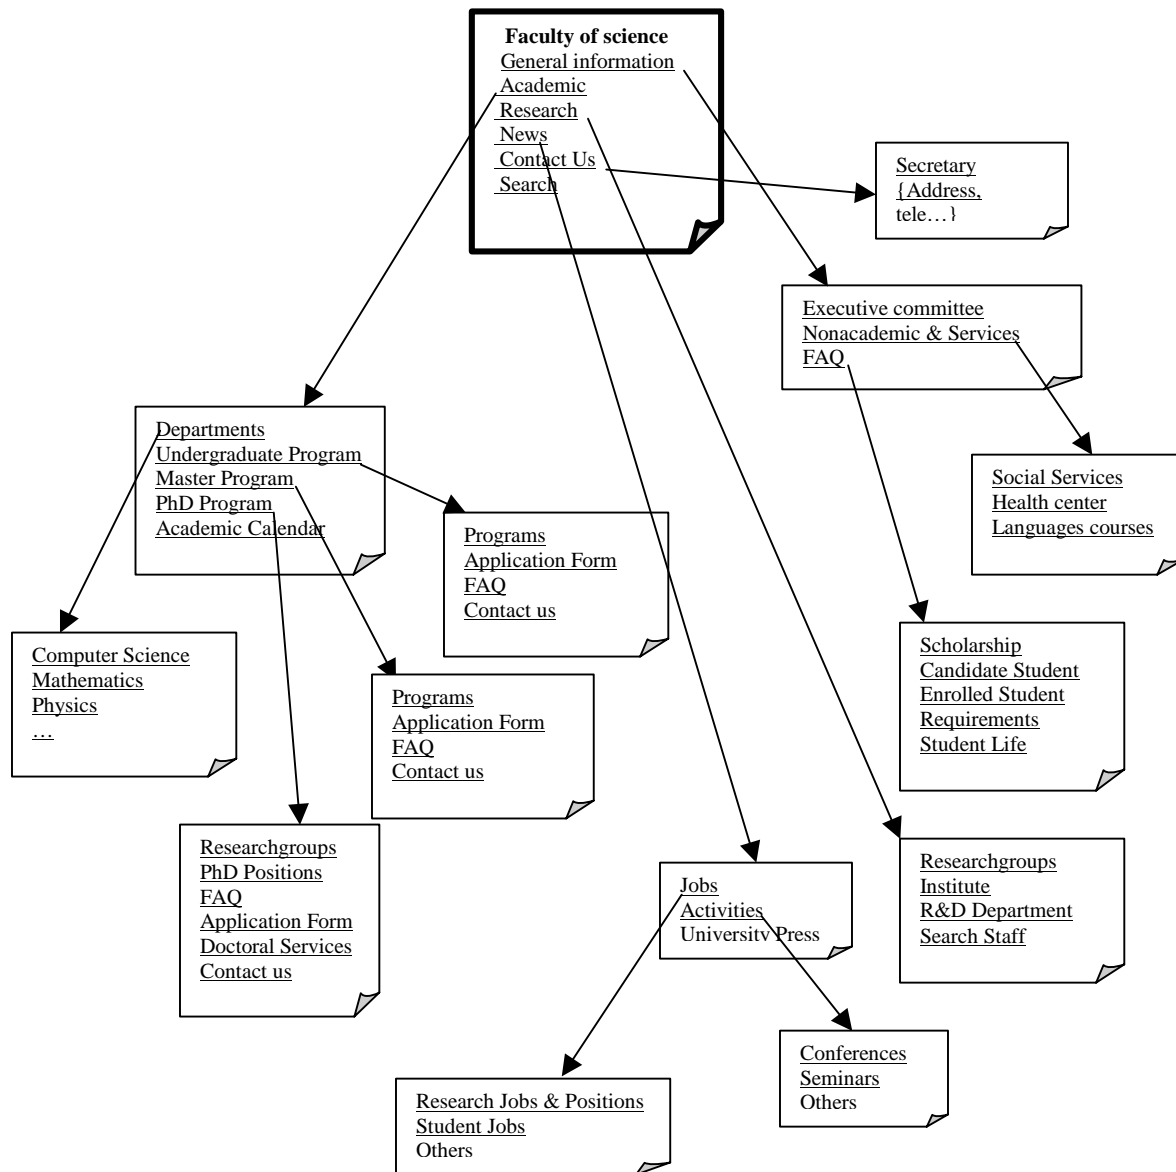 Faculty of science
General information
Academic
Research
News
Contact Us
Search
Secretary
{Address,
tele…}
Executive committee
Nonacademic & Services
FAQ
Departments
Undergraduate Program
Master Program
PhD Program
Academic Calendar
Social Services
Health center
Languages courses
Programs
Application Form
FAQ
Contact us
Computer Science
Mathematics
Physics
…
Programs
Application Form
FAQ
Contact us
Scholarship
Candidate Student
Enrolled Student
Requirements
Student Life
Researchgroups
PhD Positions
FAQ
Application Form
Doctoral Services
Contact us
Jobs
Activities
University Press
Researchgroups
Institute
R&D Department
Search Staff
Conferences
Seminars
Others
Research Jobs & Positions
Student Jobs
Others